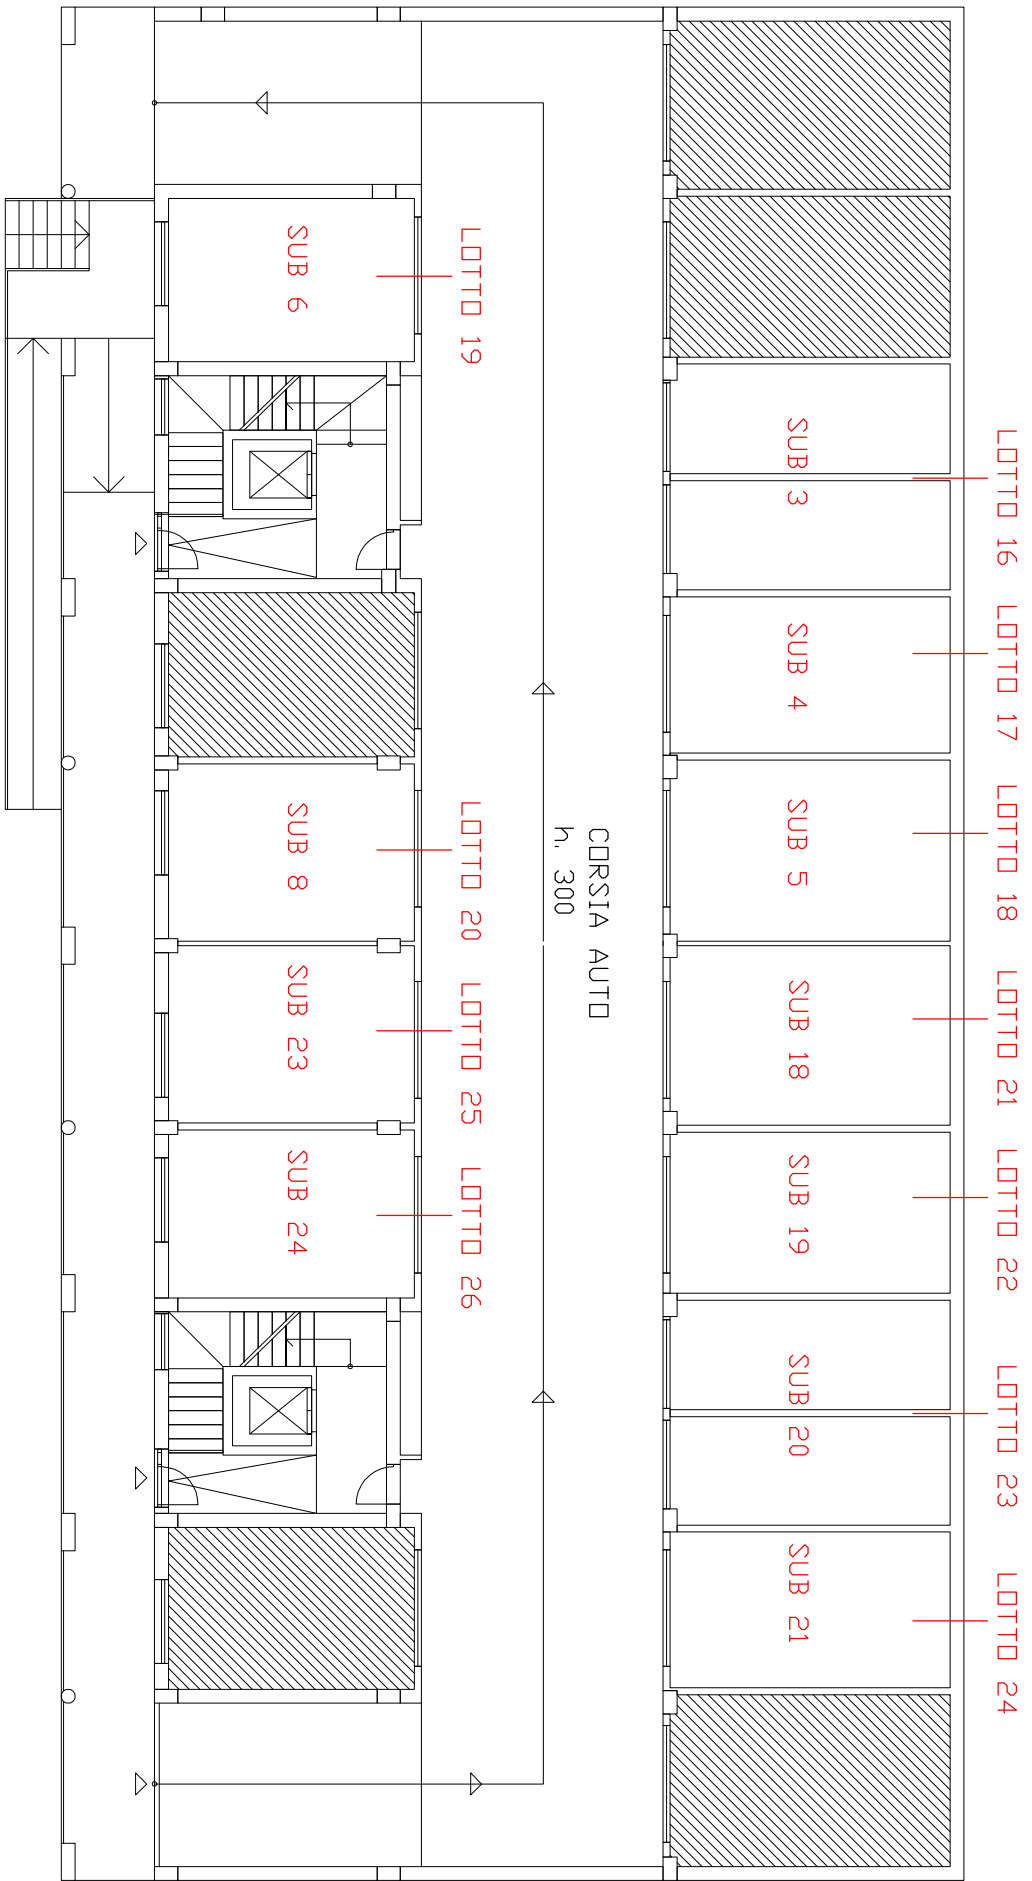 LOTTO 16
LOTTO 17
LOTTO 18
LOTTO 21
LOTTO 22
LOTTO 23
LOTTO 24
SUB 3
SUB 4
SUB 5
SUB 18
SUB 19
SUB 20
SUB 21
CORSIA AUTO
h. 300
LOTTO 19
LOTTO 20
LOTTO 25
LOTTO 26
SUB 6
SUB 8
SUB 23
SUB 24